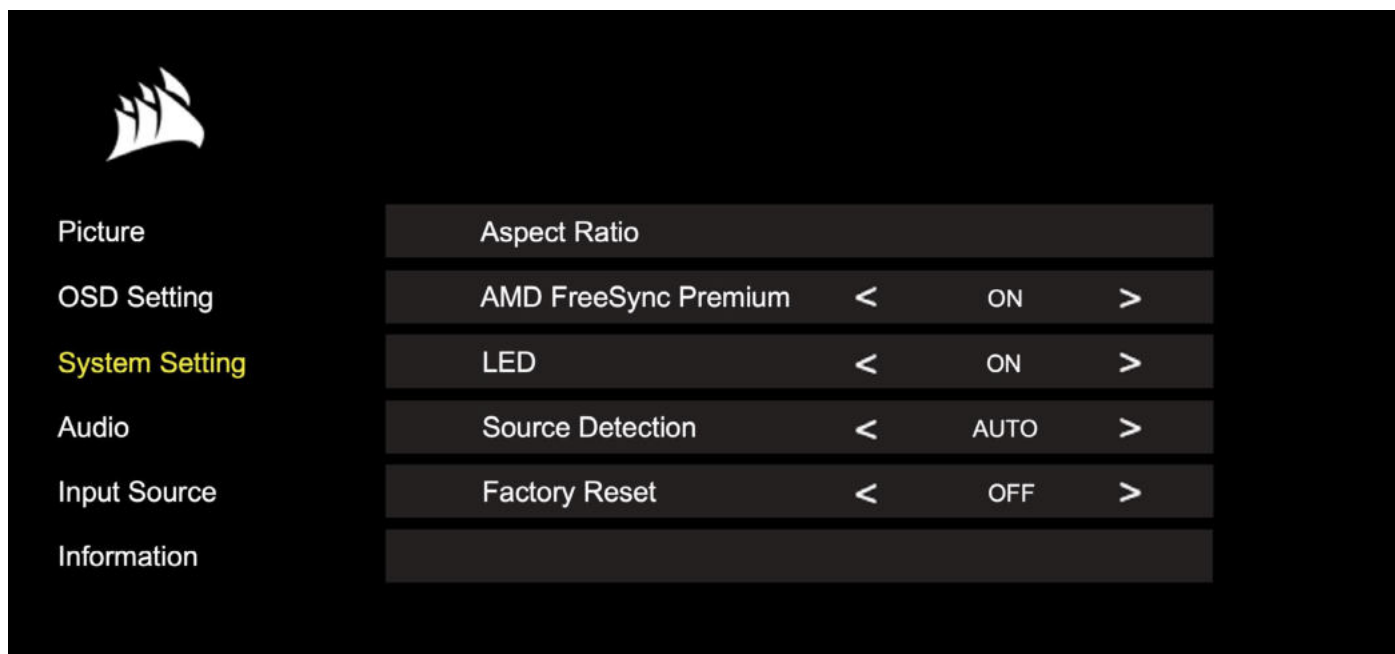 Picture
Aspect Ratio
OSD Setting
AMD FreeSync Premium < ON >
System Setting
LED < ON >
Audio
Source Detection < AUTO >
Input Source
Factory Reset < OFF >
Information